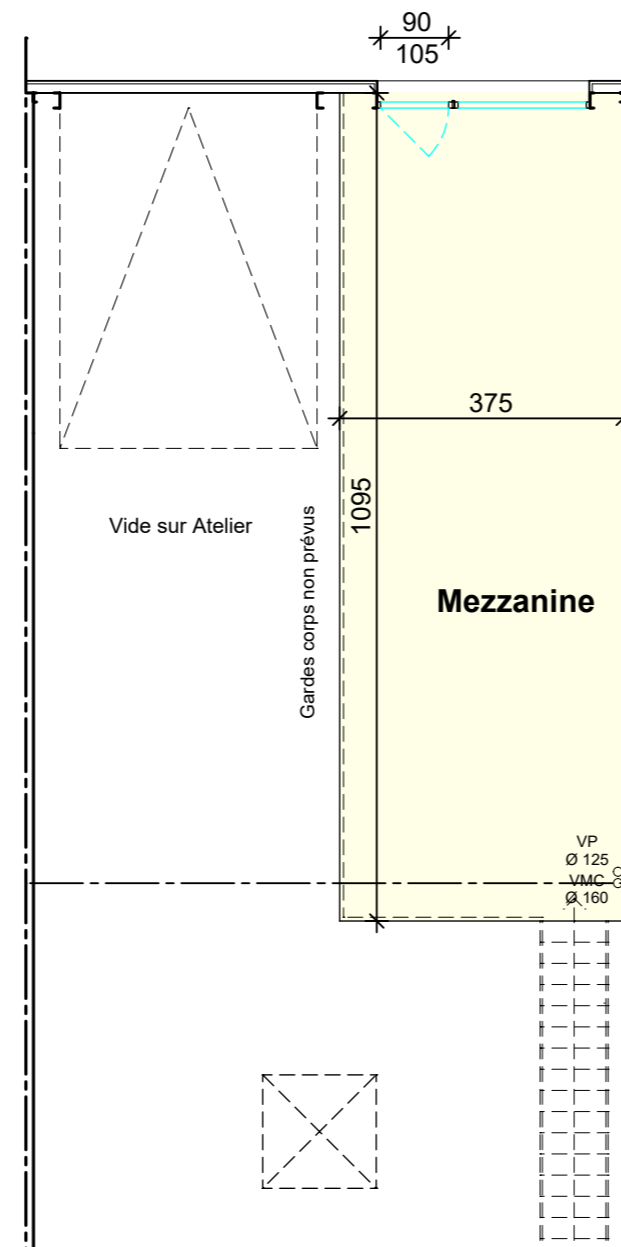 90
105
375
1095
Vide sur Atelier
Gardes corps non prévus
Mezzanine
VP
Ø 125
VMC
Ø 160